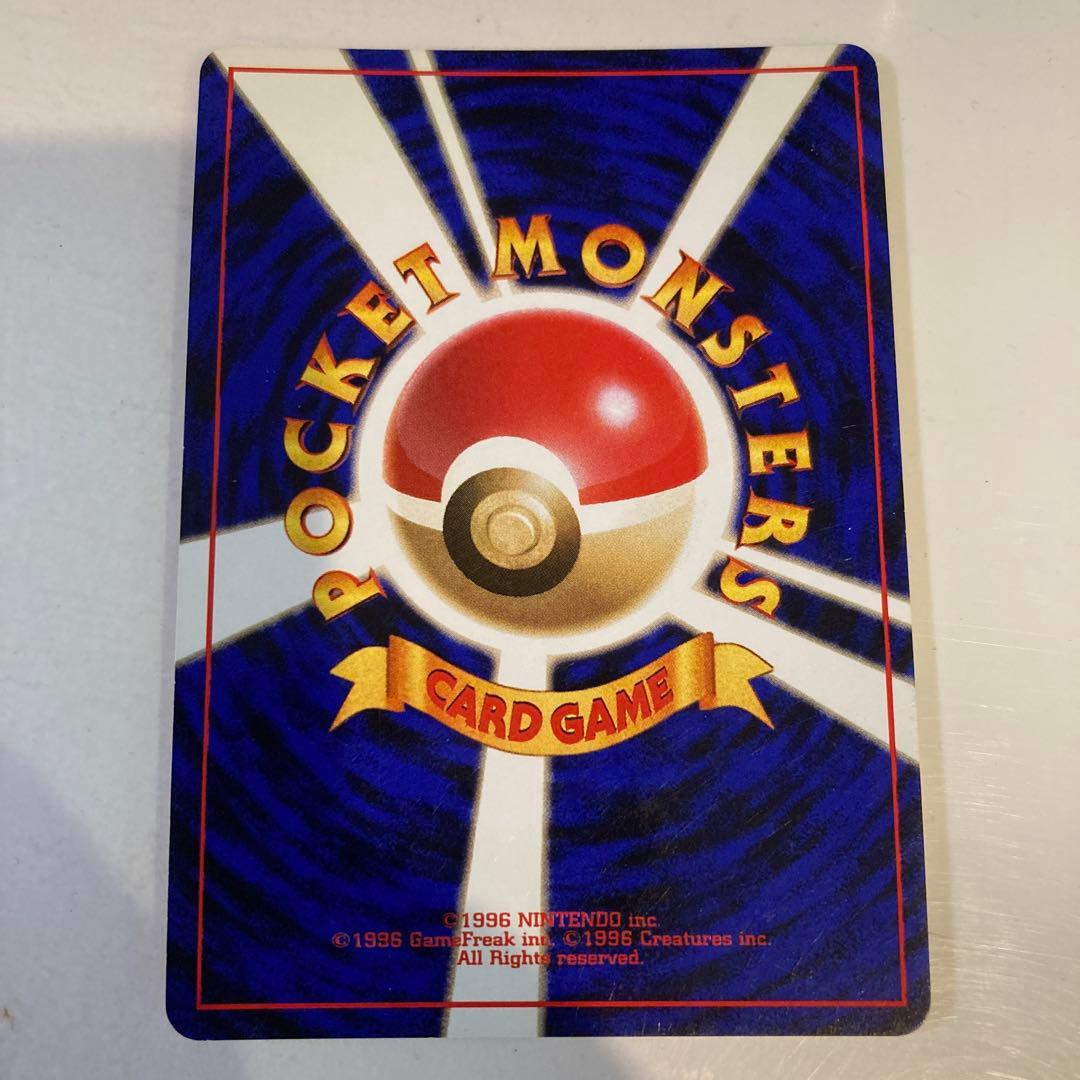 POCKET MONSTERS
CARD GAME
©1996 NINTENDO inc.
©1996 GameFreak inc. ©1996 Creatures inc.
All Rights reserved.